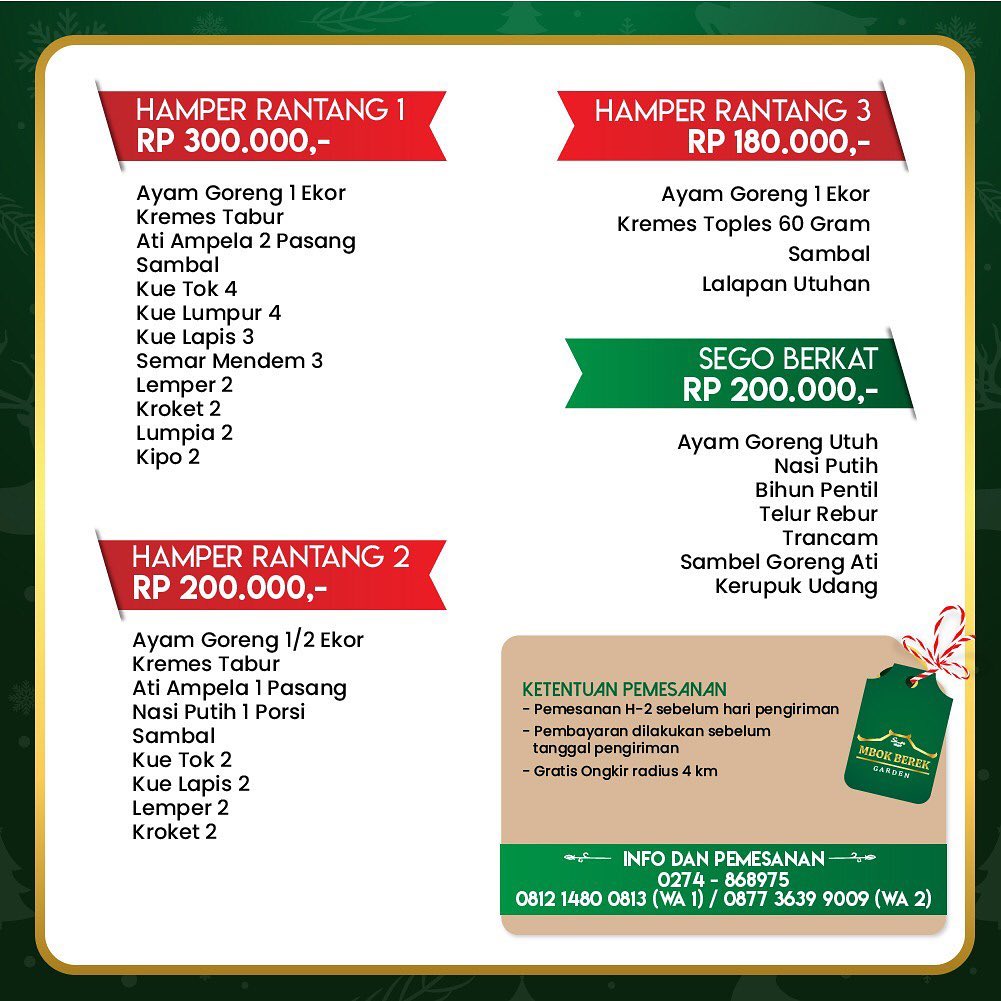 HAMPER RANTANG 1
RP 300.000,-
Ayam Goreng 1 Ekor
Kremes Tabur
Ati Ampela 2 Pasang
Sambal
Kue Tok 4
Kue Lumpur 4
Kue Lapis 3
Semar Mendem 3
Lemper 2
Kroket 2
Lumpia 2
Kipo 2
HAMPER RANTANG 2
RP 200.000,-
Ayam Goreng 1/2 Ekor
Kremes Tabur
Ati Ampela 1 Pasang
Nasi Putih 1 Porsi
Sambal
Kue Tok 2
Kue Lapis 2
Lemper 2
Kroket 2
HAMPER RANTANG 3
RP 180.000,-
Ayam Goreng 1 Ekor
Kremes Toples 60 Gram
Sambal
Lalapan Utuhan
SEGO BERKAT
RP 200.000,-
Ayam Goreng Utuh
Nasi Putih
Bihun Pentil
Telur Rebur
Trancam
Sambel Goreng Ati
Kerupuk Udang
KETENTUAN PEMESANAN
- Pemesanan H-2 sebelum hari pengiriman
- Pembayaran dilakukan sebelum
tanggal pengiriman
- Gratis Ongkir radius 4 km
MBOK BEREK
GARDEN
INFO DAN PEMESANAN
0274 - 868975
0812 1480 0813 (WA 1) / 0877 3639 9009 (WA 2)